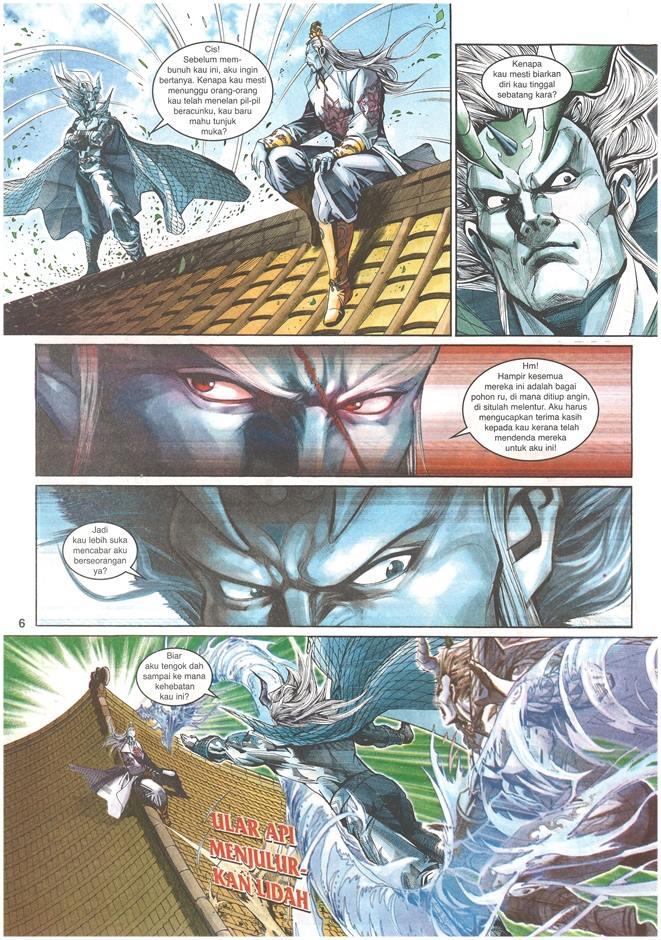 Cis!
Sebelum mem-
bunuh kau ini, aku ingin
bertanya. Kenapa kau mesti
menunggu orang-orang
kau telah menelan pil-pil
beracunku, kau baru
mahu tunjuk
muka?
Kenapa
kau mesti biarkan
diri kau tinggal
sebatang kara?
Hm!
Hampir kesemua
mereka ini adalah bagai
pohon ru, di mana ditiup angin,
di situlah melentur. Aku harus
mengucapkan terima kasih
kepada kau kerana telah
mendenda mereka
untuk aku ini!
Jadi
kau lebih suka
mencabar aku
berseorangan
ya?
6
Biar
aku tengok dah
sampai ke mana
kehebatan
kau ini?
ULAR API
MENJULUR-
KAN LIDAH